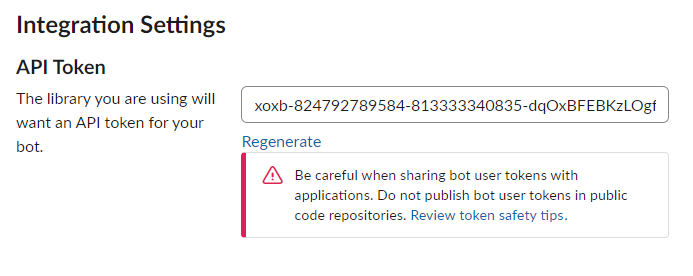 Integration Settings
API Token
The library you are using will
want an API token for your
bot.
xoxb-824792789584-813333340835-dqOxBFEBKzLOgf
Regenerate
Be careful when sharing bot user tokens with
applications. Do not publish bot user tokens in public
code repositories. Review token safety tips.